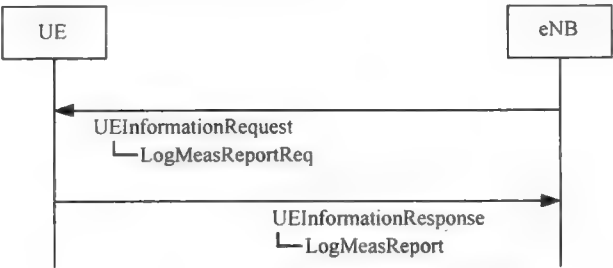 UE
eNB
UEInformationRequest
LogMeasReportReq
UEInformationResponse
LogMeasReport